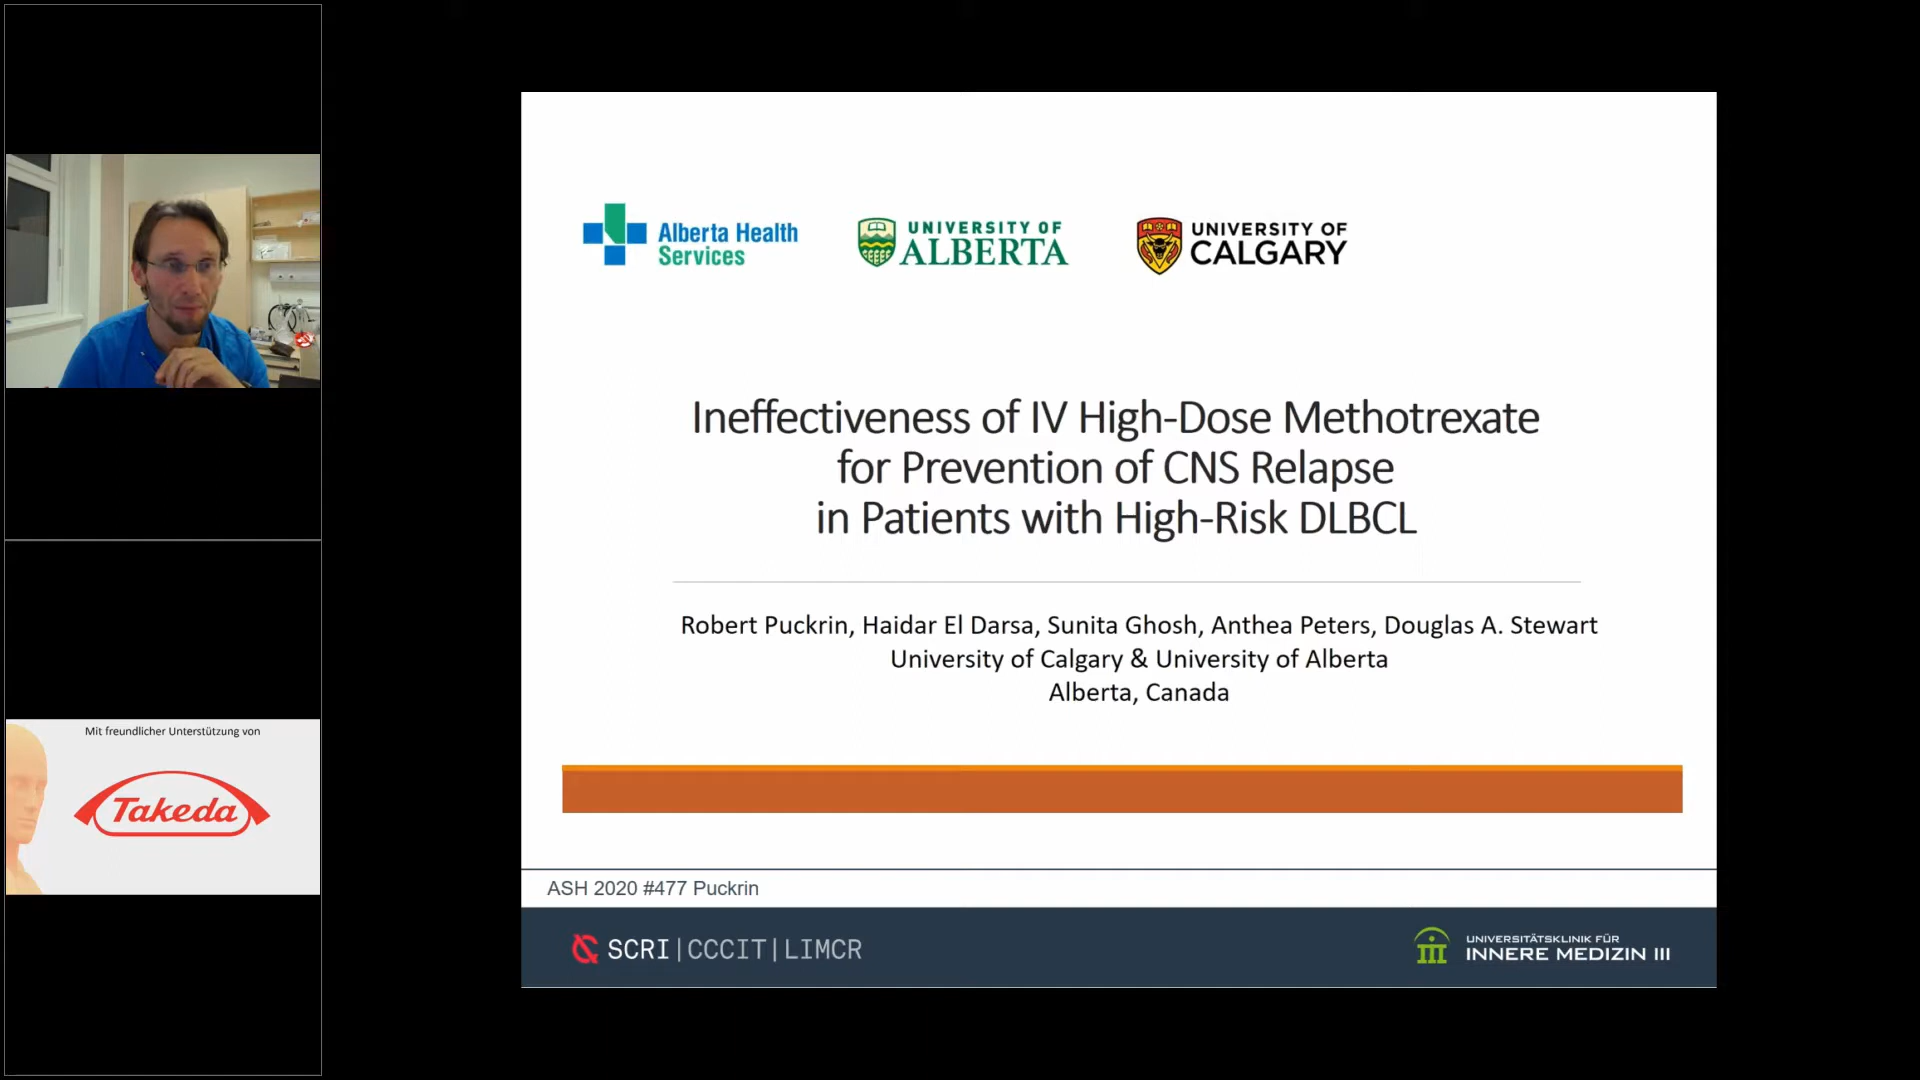 Alberta Health
Services
UNIVERSITY OF
ALBERTA
UNIVERSITY OF
CALGARY
Ineffectiveness of IV High-Dose Methotrexate
for Prevention of CNS Relapse
in Patients with High-Risk DLBCL
Robert Puckrin, Haidar El Darsa, Sunita Ghosh, Anthea Peters, Douglas A. Stewart
University of Calgary & University of Alberta
Alberta, Canada
ASH 2020 #477 Puckrin
SCRI|CCCIT|LIMCR
UNIVERSITÄTSKLINIK FÜR
INNERE MEDIZIN III
Mit freundlicher Unterstützung von
Takeda